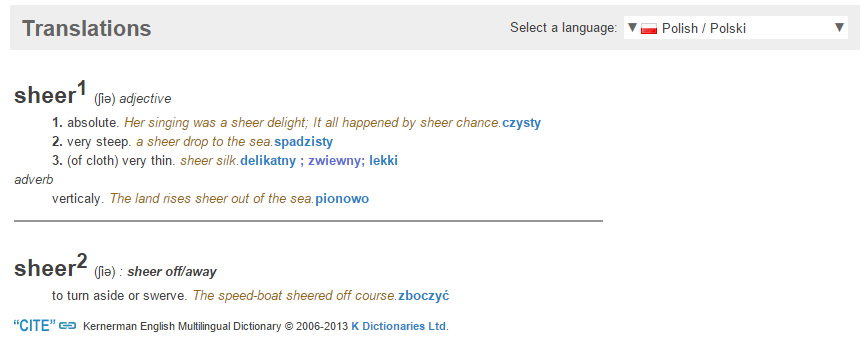 Translations
Select a language: ▼ Polish / Polski ▼
sheer1 (ʃiə) adjective
1. absolute. Her singing was a sheer delight; It all happened by sheer chance.czysty
2. very steep. a sheer drop to the sea.spadzisty
3. (of cloth) very thin. sheer silk.delikatny ; zwiewny; lekki
adverb
verticaly. The land rises sheer out of the sea.pionowo
sheer2 (ʃiə) : sheer off/away
to turn aside or swerve. The speed-boat sheered off course.zboczyć
“CITE” Kernerman English Multilingual Dictionary © 2006-2013 K Dictionaries Ltd.